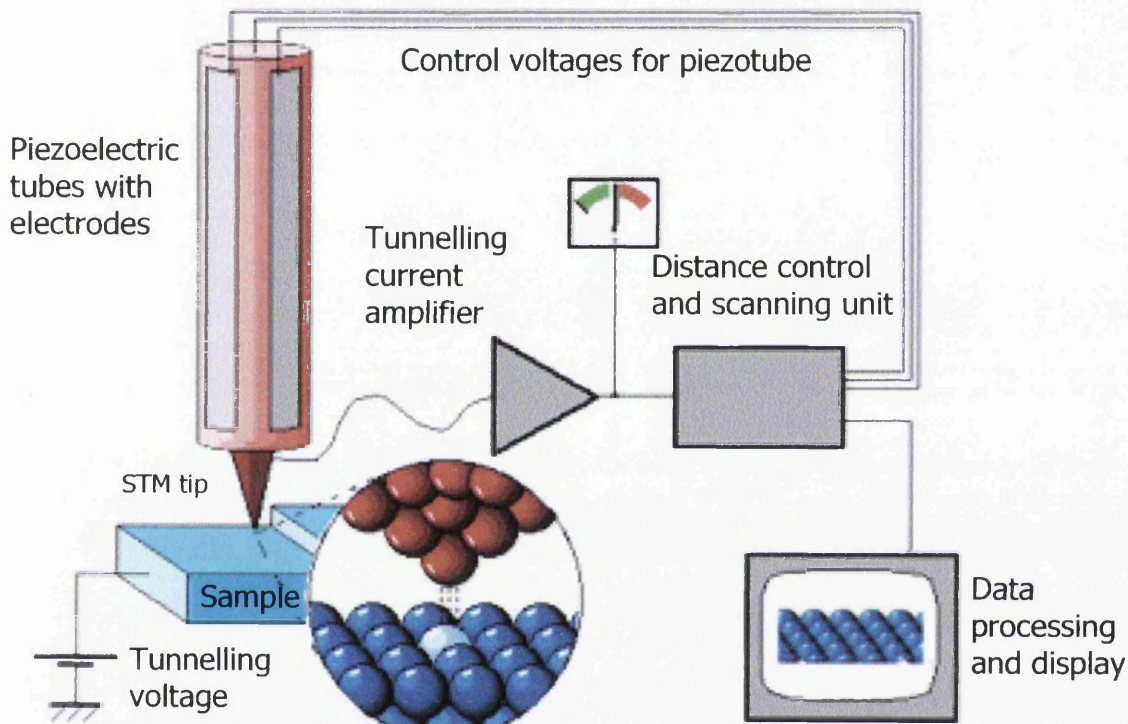 Control voltages for piezotube
Piezoelectric
tubes with
electrodes
Tunnelling
current
amplifier
Distance control
and scanning unit
STM tip
Sample
Tunnelling
voltage
Data
processing
and display